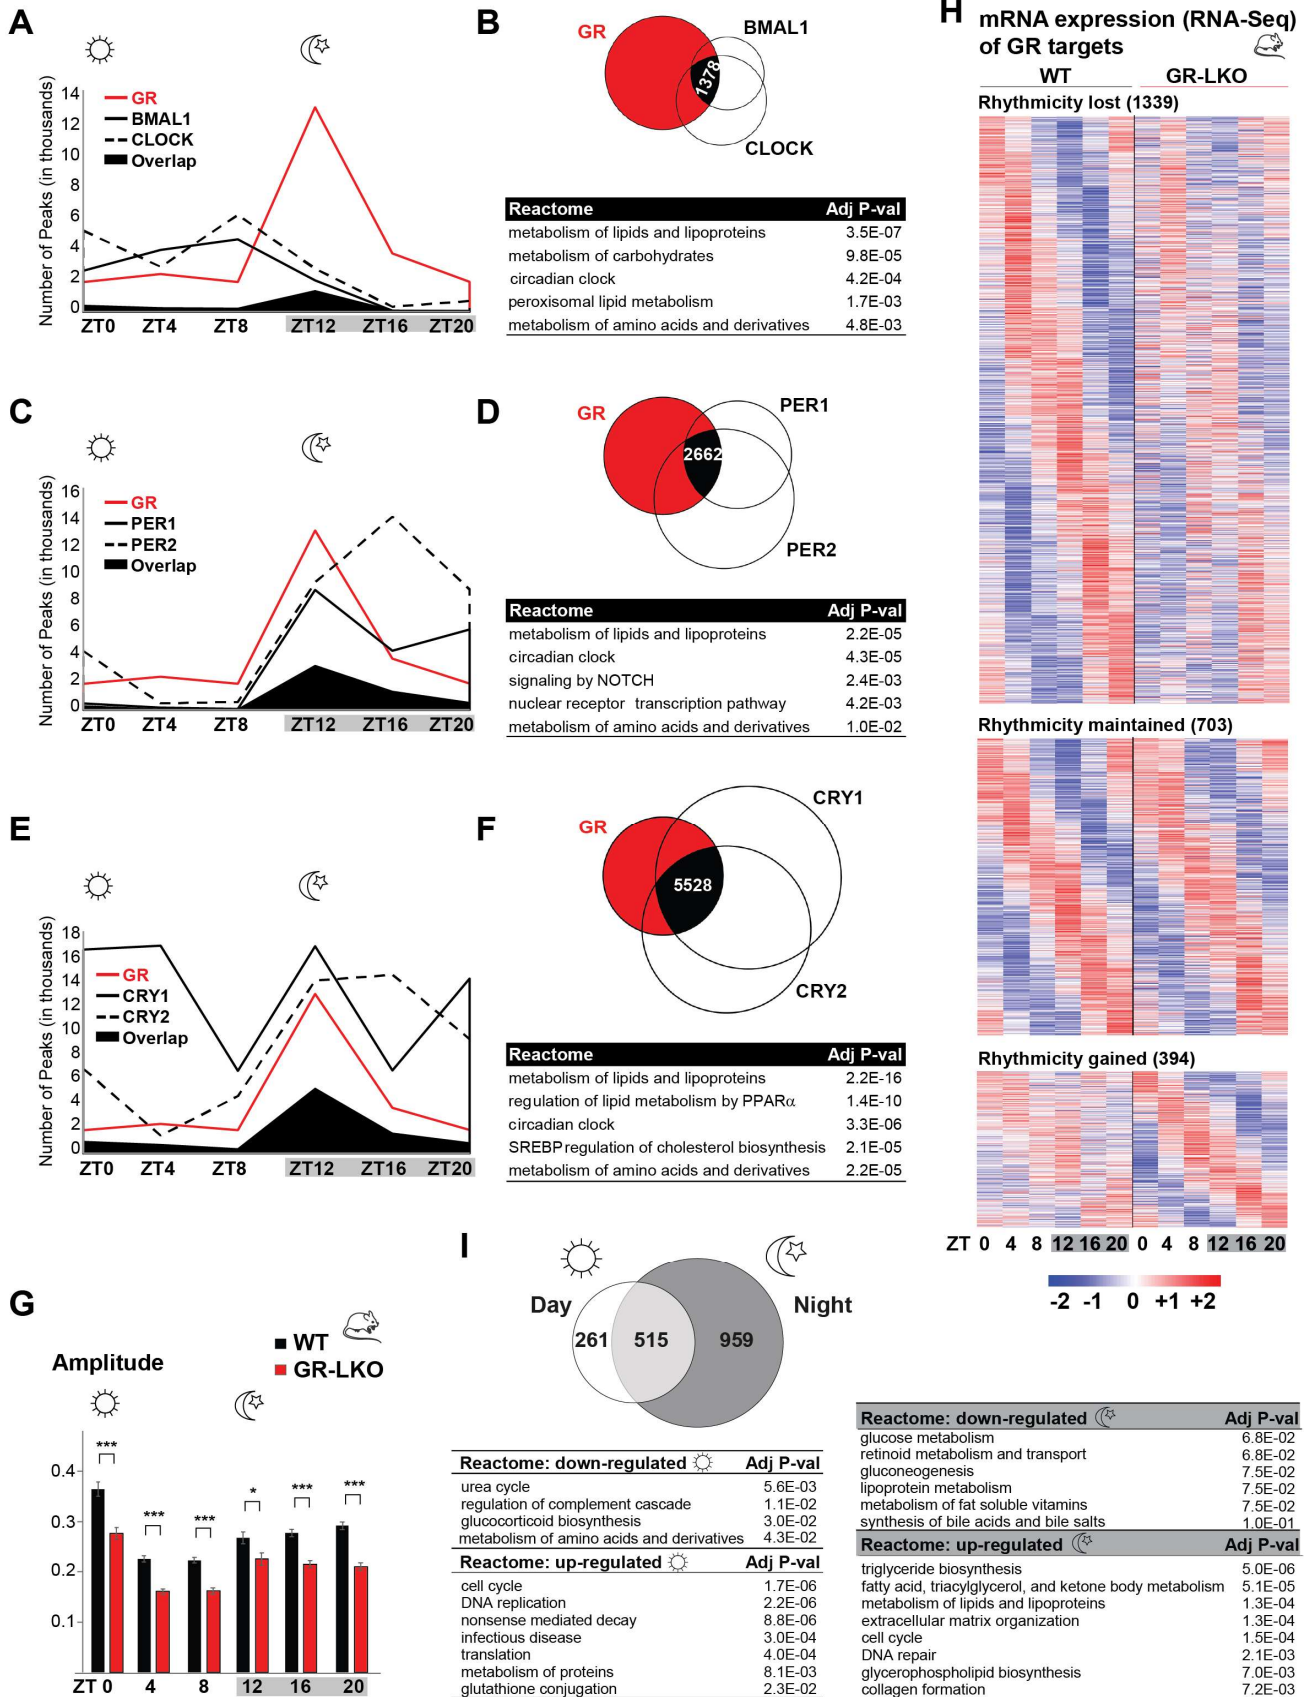 A
14
12
10
8
6
4
2
0
Number of Peaks (in thousands)
GR
BMAL1
CLOCK
Overlap
ZT0 ZT4 ZT8 ZT12 ZT16 ZT20
B
GR
BMAL1
1378
CLOCK
Reactome Adj P-val
metabolism of lipids and lipoproteins 3.5E-07
metabolism of carbohydrates 9.8E-05
circadian clock 4.2E-04
peroxisomal lipid metabolism 1.7E-03
metabolism of amino acids and derivatives 4.8E-03
C
16
14
12
10
8
6
4
2
0
Number of Peaks (in thousands)
GR
PER1
PER2
Overlap
ZT0 ZT4 ZT8 ZT12 ZT16 ZT20
D
GR
PER1
2662
PER2
Reactome Adj P-val
metabolism of lipids and lipoproteins 2.2E-05
circadian clock 4.3E-05
signaling by NOTCH 2.4E-03
nuclear receptor transcription pathway 4.2E-03
metabolism of amino acids and derivatives 1.0E-02
E
18
16
14
12
10
8
6
4
2
0
Number of Peaks (in thousands)
GR
CRY1
CRY2
Overlap
ZT0 ZT4 ZT8 ZT12 ZT16 ZT20
F
GR
CRY1
5528
CRY2
Reactome Adj P-val
metabolism of lipids and lipoproteins 2.2E-16
regulation of lipid metabolism by PPARα 1.4E-10
circadian clock 3.3E-06
SREBP regulation of cholesterol biosynthesis 2.1E-05
metabolism of amino acids and derivatives 2.2E-05
G
WT
GR-LKO
Amplitude
0.4
0.3
0.2
0.1
*** *** *** * *** ***
ZT 0 4 8 12 16 20
H
mRNA expression (RNA-Seq)
of GR targets
WT GR-LKO
Rhythmicity lost (1339)
Rhythmicity maintained (703)
Rhythmicity gained (394)
ZT 0 4 8 12 16 20 0 4 8 12 16 20
-2 -1 0 +1 +2
I
Day Night
261 515 959
Reactome: down-regulated Adj P-val
urea cycle 5.6E-03
regulation of complement cascade 1.1E-02
glucocorticoid biosynthesis 3.0E-02
metabolism of amino acids and derivatives 4.3E-02
Reactome: up-regulated Adj P-val
cell cycle 1.7E-06
DNA replication 2.2E-06
nonsense mediated decay 8.8E-06
infectious disease 3.0E-04
translation 4.0E-04
metabolism of proteins 8.1E-03
glutathione conjugation 2.3E-02
Reactome: down-regulated Adj P-val
glucose metabolism 6.8E-02
retinoid metabolism and transport 6.8E-02
gluconeogenesis 7.5E-02
lipoprotein metabolism 7.5E-02
metabolism of fat soluble vitamins 7.5E-02
synthesis of bile acids and bile salts 1.0E-01
Reactome: up-regulated Adj P-val
triglyceride biosynthesis 5.0E-06
fatty acid, triacylglycerol, and ketone body metabolism 5.1E-05
metabolism of lipids and lipoproteins 1.3E-04
extracellular matrix organization 1.3E-04
cell cycle 1.5E-04
DNA repair 2.1E-03
glycerophospholipid biosynthesis 7.0E-03
collagen formation 7.2E-03